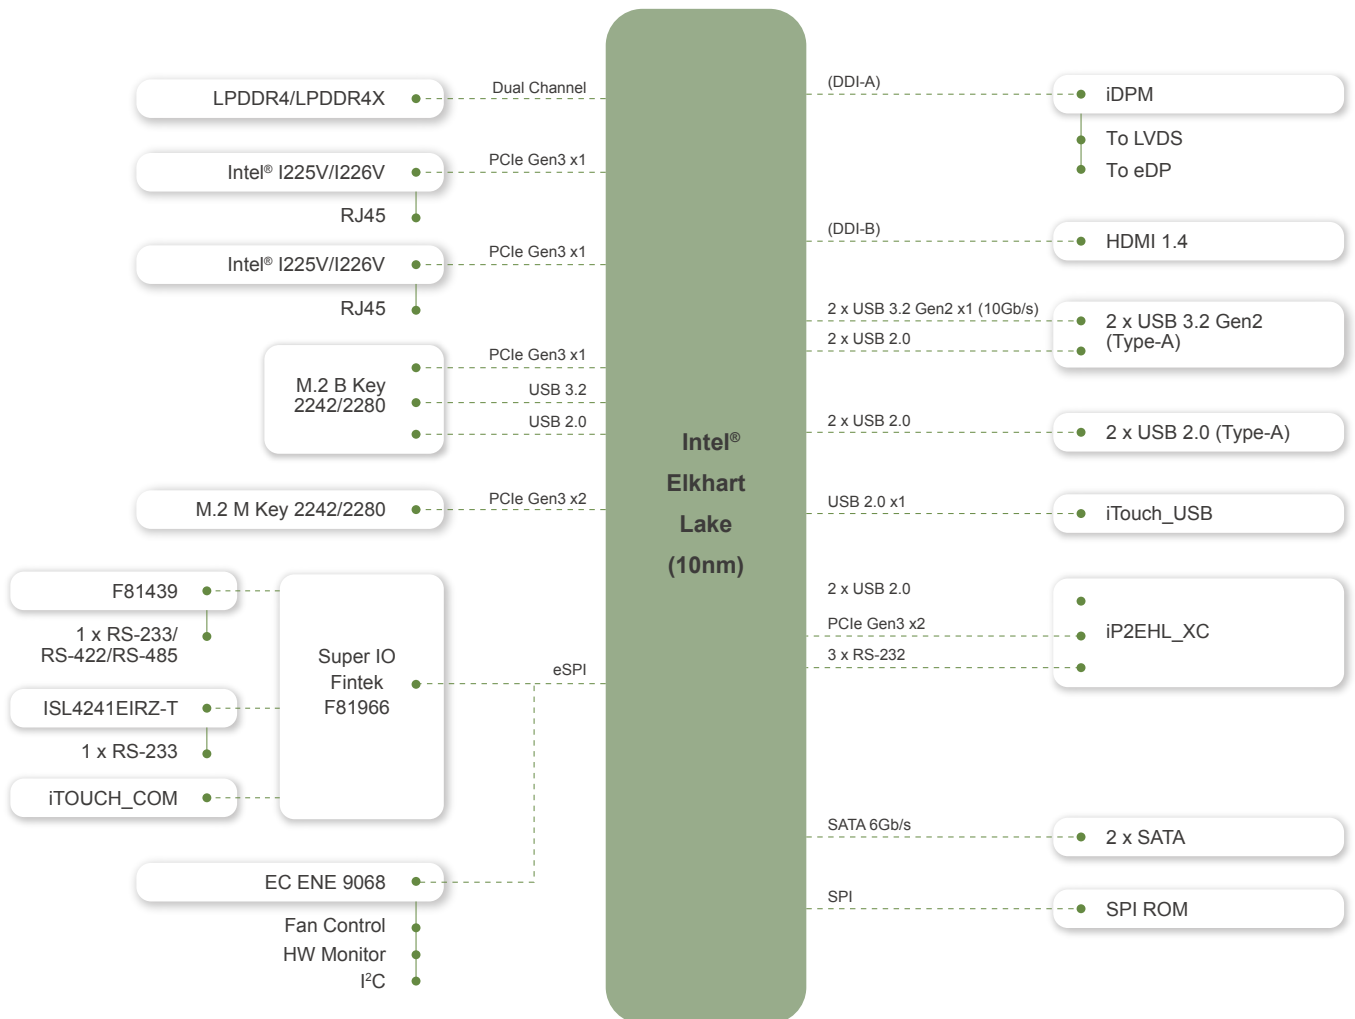 LPDDR4/LPDDR4X
Dual Channel
Intel® I225V/I226V
PCIe Gen3 x1
RJ45
Intel® I225V/I226V
PCIe Gen3 x1
RJ45
M.2 B Key
2242/2280
PCIe Gen3 x1
USB 3.2
USB 2.0
M.2 M Key 2242/2280
PCIe Gen3 x2
F81439
1 x RS-233/
RS-422/RS-485
ISL4241EIRZ-T
1 x RS-233
iTOUCH_COM
Super IO
Fintek
F81966
eSPI
EC ENE 9068
Fan Control
HW Monitor
I²C
Intel®
Elkhart
Lake
(10nm)
(DDI-A)
iDPM
To LVDS
To eDP
(DDI-B)
HDMI 1.4
2 x USB 3.2 Gen2 x1 (10Gb/s)
2 x USB 2.0
2 x USB 3.2 Gen2
(Type-A)
2 x USB 2.0
2 x USB 2.0 (Type-A)
USB 2.0 x1
iTouch_USB
2 x USB 2.0
PCIe Gen3 x2
3 x RS-232
iP2EHL_XC
SATA 6Gb/s
2 x SATA
SPI
SPI ROM